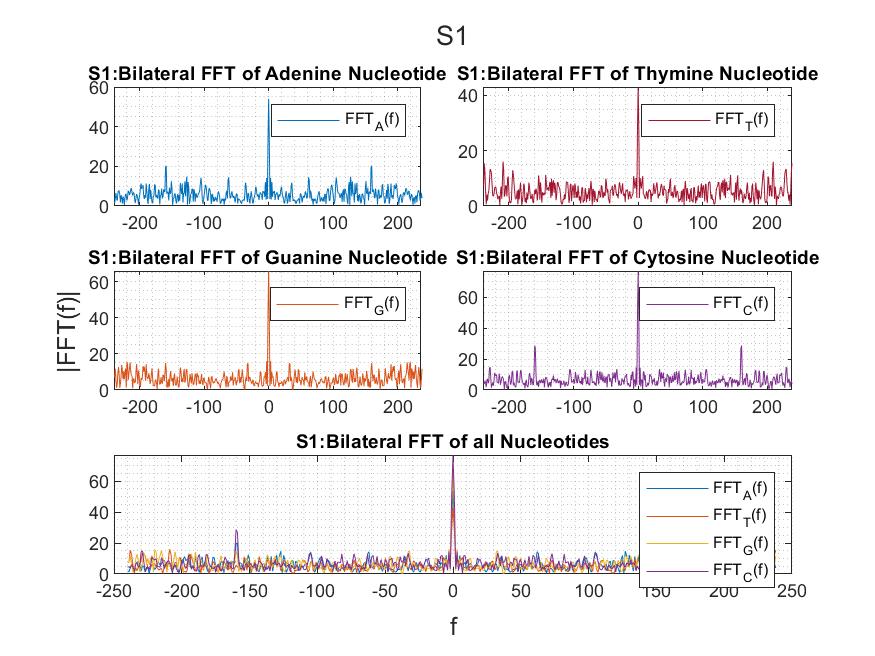 S1
S1:Bilateral FFT of Adenine Nucleotide
60
40
20
0
-200 -100 0 100 200
FFT_A(f)
S1:Bilateral FFT of Thymine Nucleotide
40
20
0
-200 -100 0 100 200
FFT_T(f)
S1:Bilateral FFT of Guanine Nucleotide
60
40
20
0
-200 -100 0 100 200
FFT_G(f)
S1:Bilateral FFT of Cytosine Nucleotide
60
40
20
0
-200 -100 0 100 200
FFT_C(f)
|FFT(f)|
S1:Bilateral FFT of all Nucleotides
60
40
20
0
-250 -200 -150 -100 -50 0 50 100 150 200 250
FFT_A(f)
FFT_T(f)
FFT_G(f)
FFT_C(f)
f